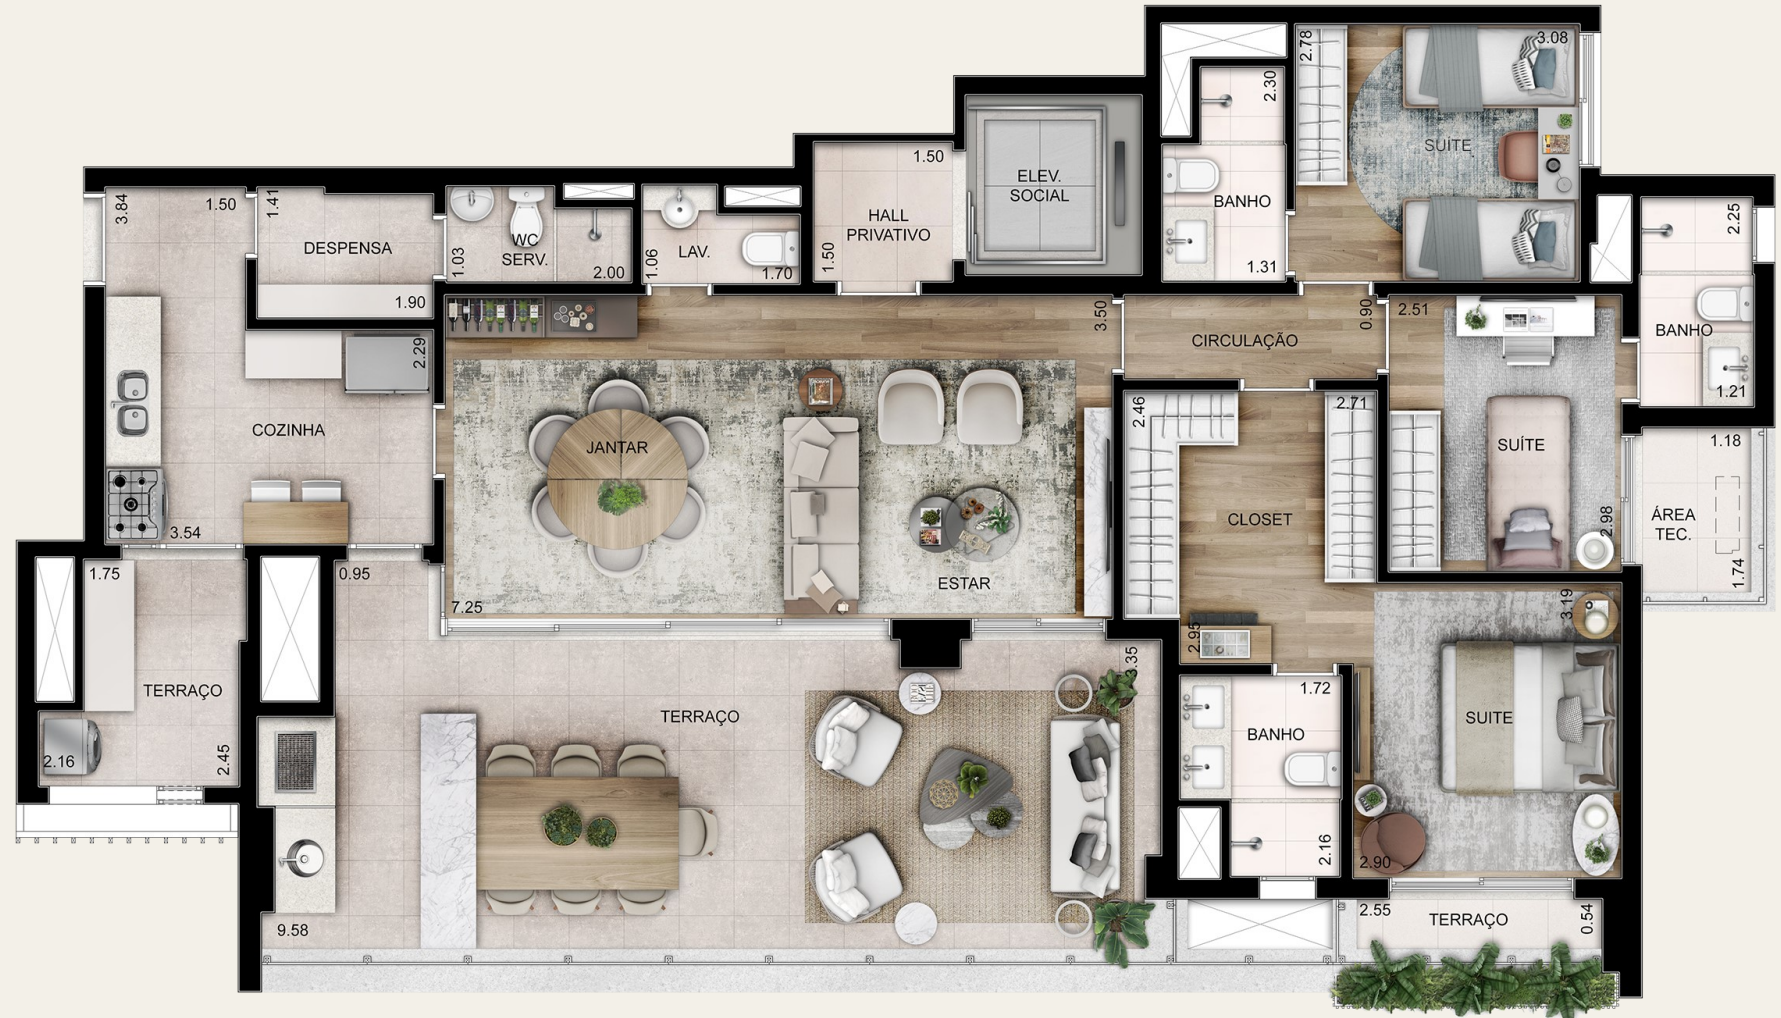 2.78
3.08
SUITE
2.30
BANHO
1.31
ELEV.
SOCIAL
1.50
HALL
PRIVATIVO
1.50
3.84
1.50
1.41
DESPENSA
1.90
1.03
WC
SERV.
2.00
1.06
LAV.
1.70
2.25
BANHO
1.21
3.50
CIRCULAÇÃO
0.90
2.51
SUÍTE
2.98
1.18
ÁREA
TEC.
1.74
2.29
COZINHA
3.54
JANTAR
ESTAR
7.25
2.46
2.71
CLOSET
2.95
3.19
SUITE
2.90
1.75
TERRAÇO
2.16
2.45
0.95
TERRAÇO
3.35
9.58
1.72
BANHO
2.16
2.55
TERRAÇO
0.54